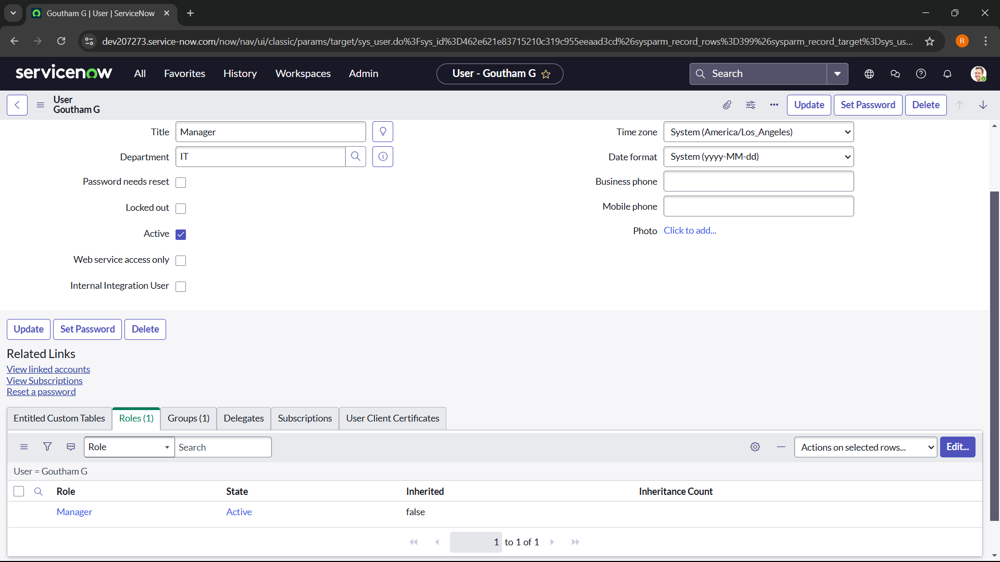 Goutham G | User | ServiceNow
dev207273.service-now.com/now/nav/ui/classic/params/target/sys_user.do%3Fsys_id%3D462e621e83715210c319c955eeaad3cd%26sysparm_record_rows%3D399%26sysparm_record_target%3Dsys_us...
R
servicenow
All
Favorites
History
Workspaces
Admin
User - Goutham G
Search
User
Goutham G
Update
Set Password
Delete
Title
Manager
Time zone
System (America/Los_Angeles)
Department
IT
Date format
System (yyyy-MM-dd)
Password needs reset
Business phone
Locked out
Mobile phone
Active
Photo
Click to add...
Web service access only
Internal Integration User
Update
Set Password
Delete
Related Links
View linked accounts
View Subscriptions
Reset a password
Entitled Custom Tables
Roles (1)
Groups (1)
Delegates
Subscriptions
User Client Certificates
Role
Search
Actions on selected rows...
Edit...
User = Goutham G
Role
State
Inherited
Inheritance Count
Manager
Active
false
1 to 1 of 1